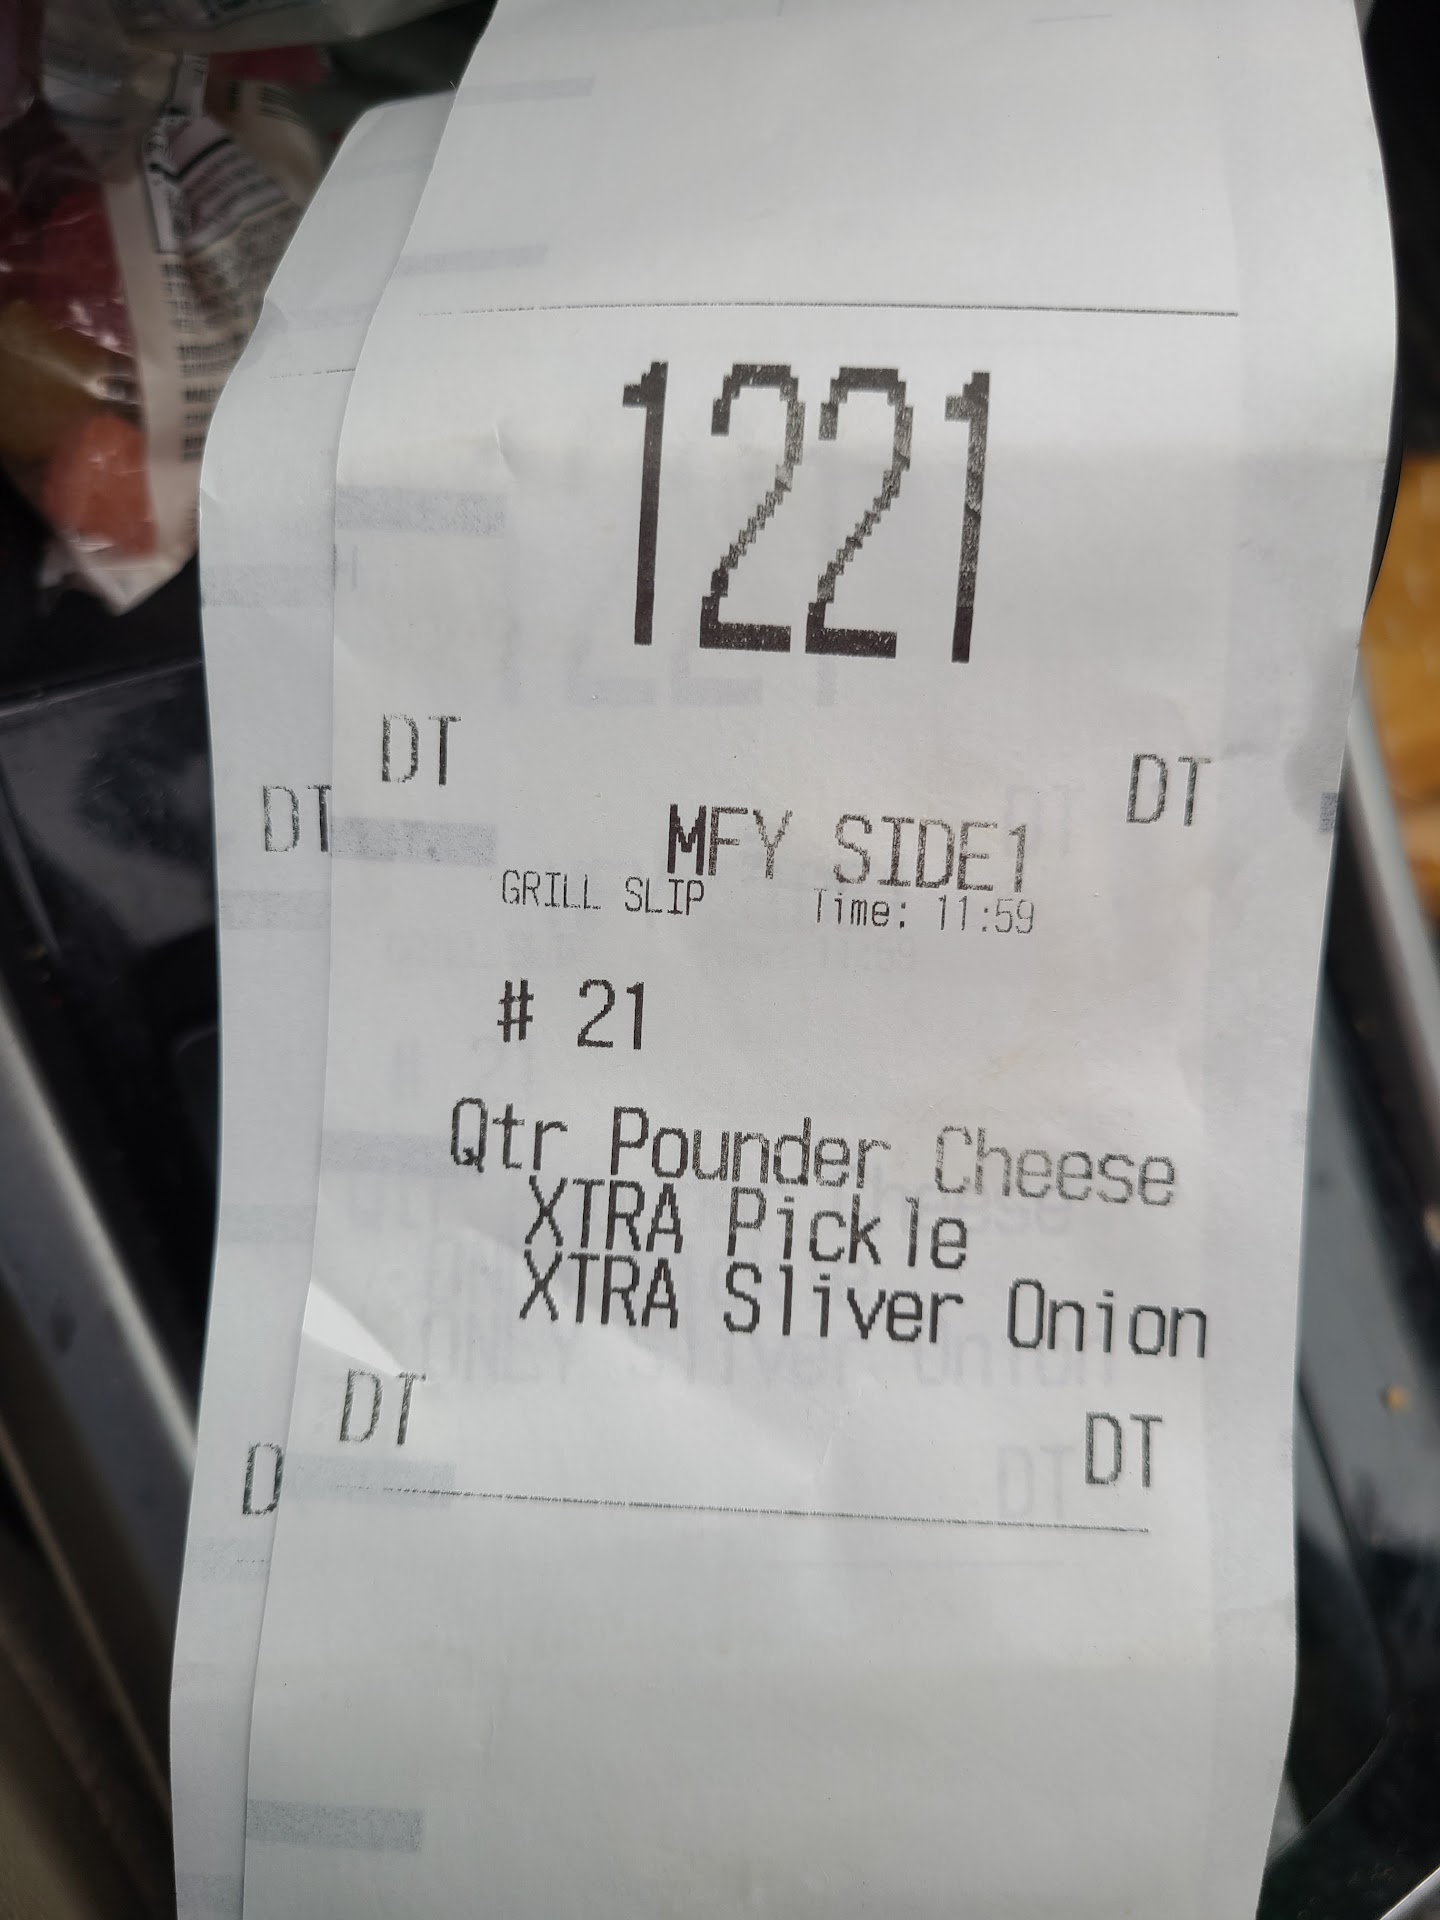 1221
DT DT
DT
MFY SIDE1
GRILL SLIP Time: 11:59
# 21
Qtr Pounder Cheese
XTRA Pickle
XTRA Sliver Onion
DT DT
D